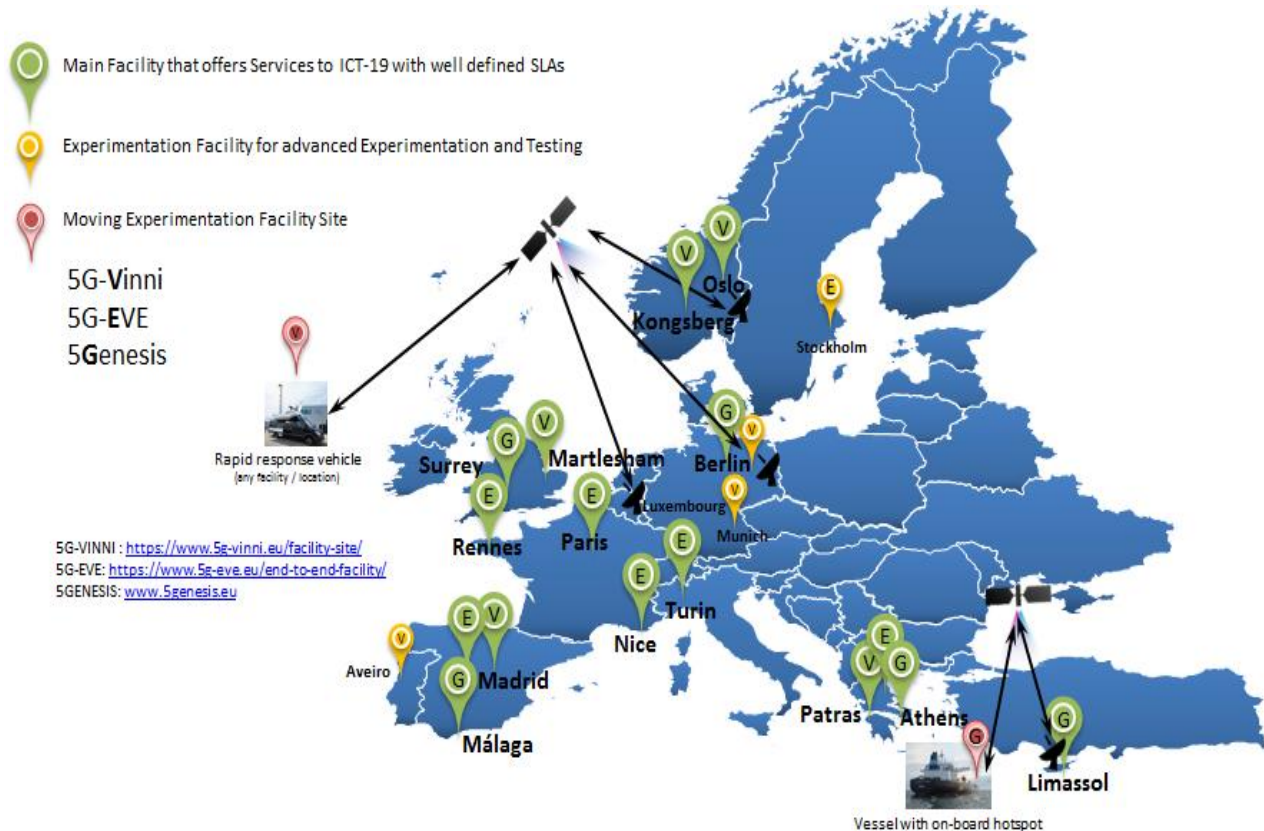 Main Facility that offers Services to ICT-19 with well defined SLAs
Experimentation Facility for advanced Experimentation and Testing
Moving Experimentation Facility Site
5G-Vinni
5G-EVE
5Genesis
V
V
V
Oslo
Kongsberg
E
Stockholm
V
Rapid response vehicle
(any facility / location)
G
V
Surrey
Martlesham
G
V
Berlin
E
Rennes
E
Paris
Luxembourg
V
Munich
5G-VINNI : https://www.5g-vinni.eu/facility-site/
5G-EVE: https://www.5g-eve.eu/end-to-end-facility/
5GENESIS: www.5genesis.eu
E
Turin
E
Nice
V
Aveiro
E
V
Madrid
G
Málaga
E
V
G
Patras
Athens
G
G
Limassol
Vessel with on-board hotspot